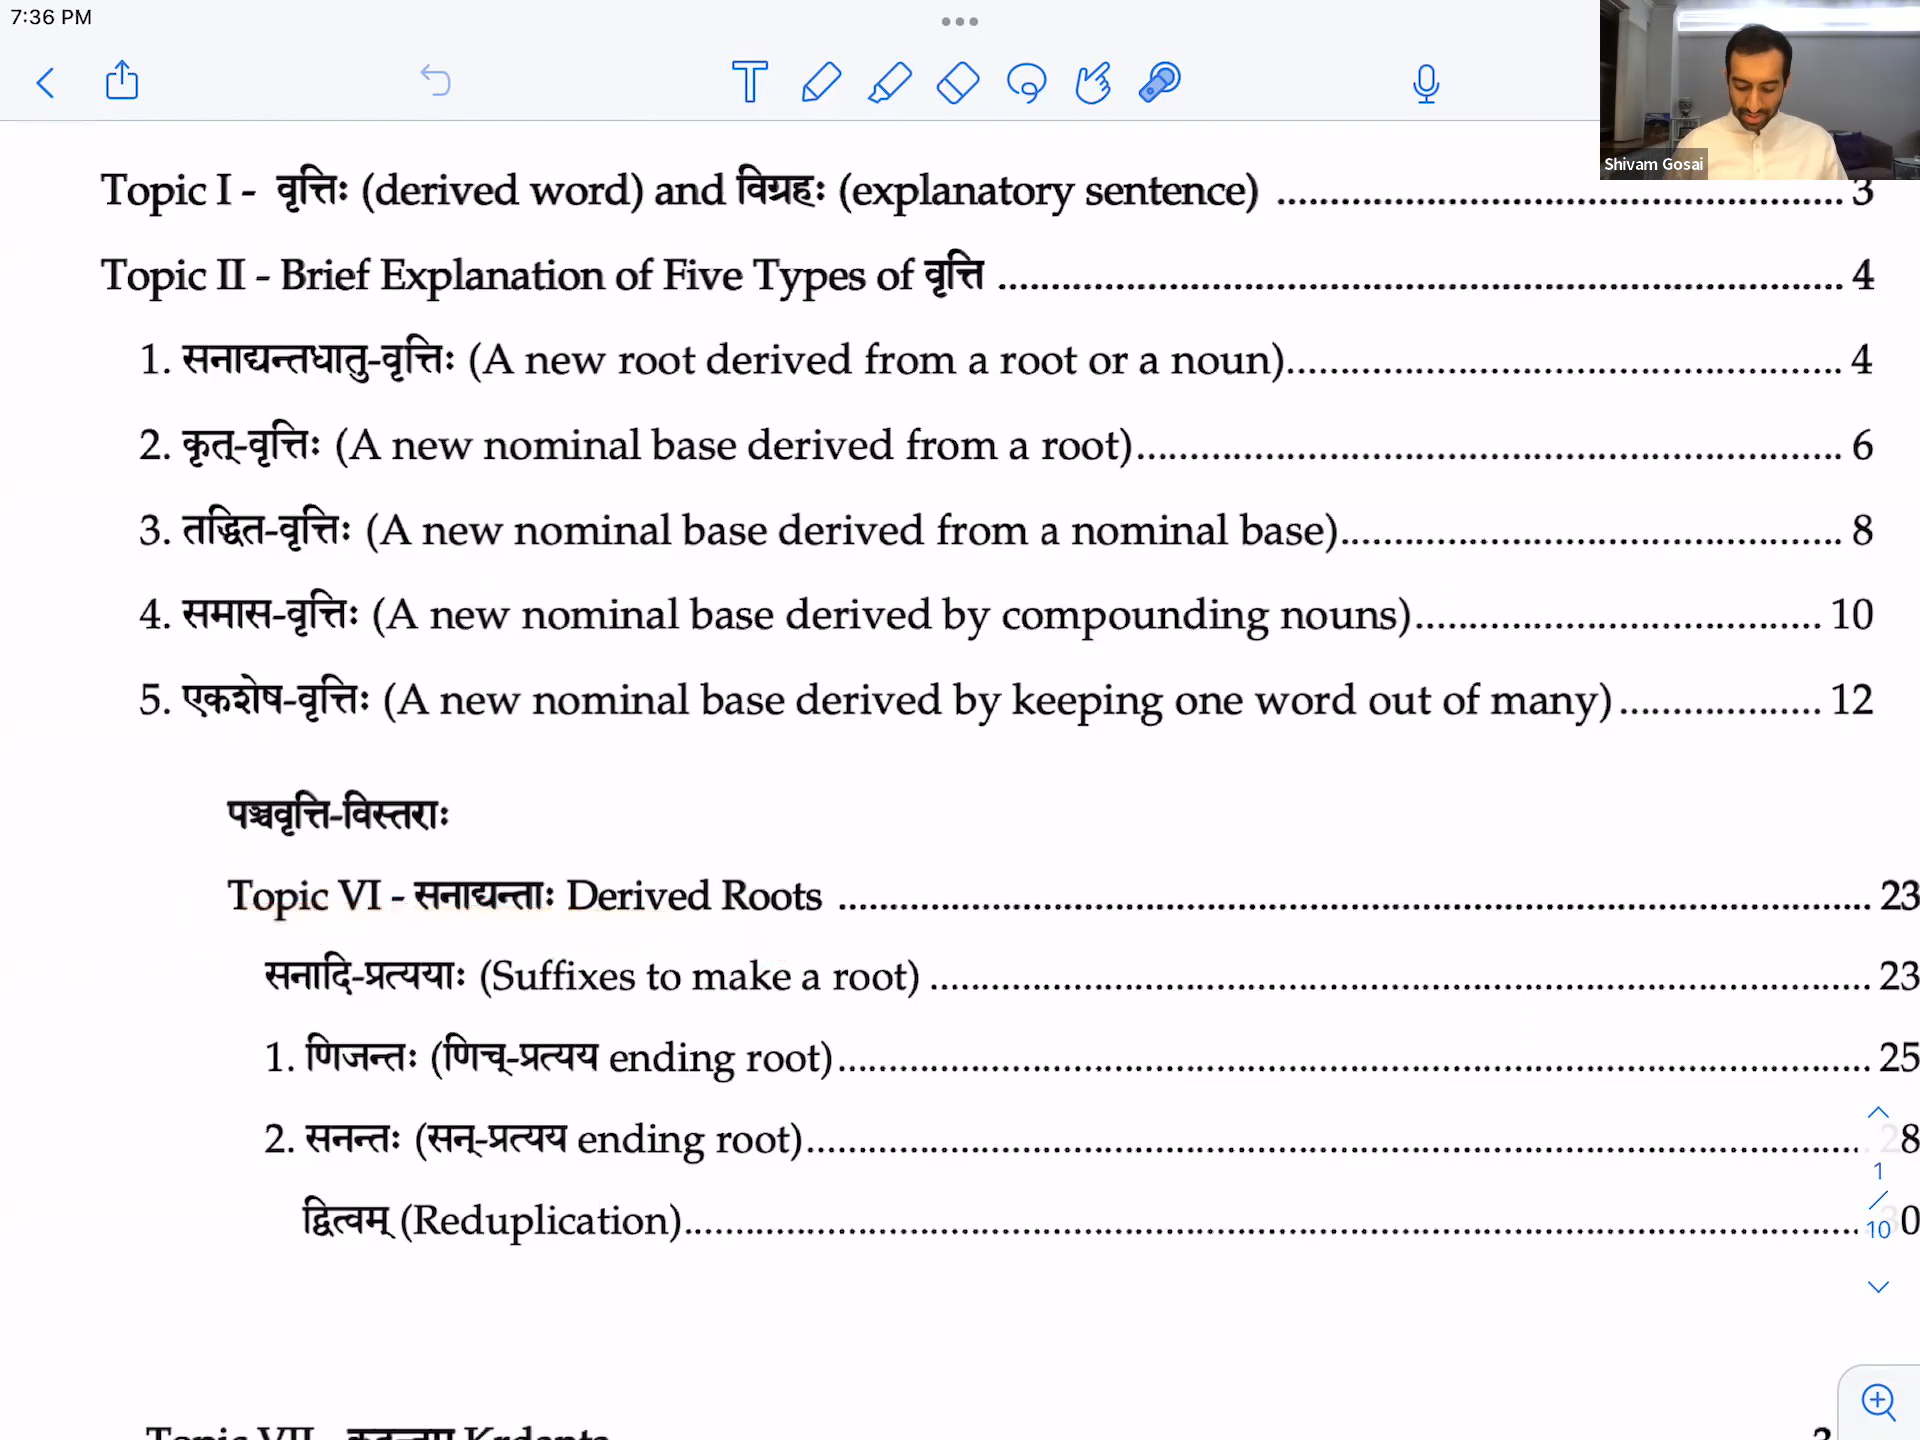 7:36 PM
Shivam Gosai
Topic I - वृत्तिः (derived word) and विग्रहः (explanatory sentence) ........................................................ 3
Topic II - Brief Explanation of Five Types of वृत्ति .................................................................................. 4
1. सनाद्यन्तधातु-वृत्तिः (A new root derived from a root or a noun)...................................................... 4
2. कृत्-वृत्तिः (A new nominal base derived from a root)..................................................................... 6
3. तद्धित-वृत्तिः (A new nominal base derived from a nominal base)................................................. 8
4. समास-वृत्तिः (A new nominal base derived by compounding nouns)........................................ 10
5. एकशेष-वृत्तिः (A new nominal base derived by keeping one word out of many).................... 12
पञ्चवृत्ति-विस्तराः
Topic VI - सनाद्यन्ताः Derived Roots ...................................................................................................... 23
सनादि-प्रत्ययाः (Suffixes to make a root) ............................................................................................. 23
1. णिजन्तः (णिच्-प्रत्यय ending root)...................................................................................................... 25
2. सनन्तः (सन्-प्रत्यय ending root)........................................................................................................ 28
द्वित्वम् (Reduplication).................................................................................................................... 30
1
/
10